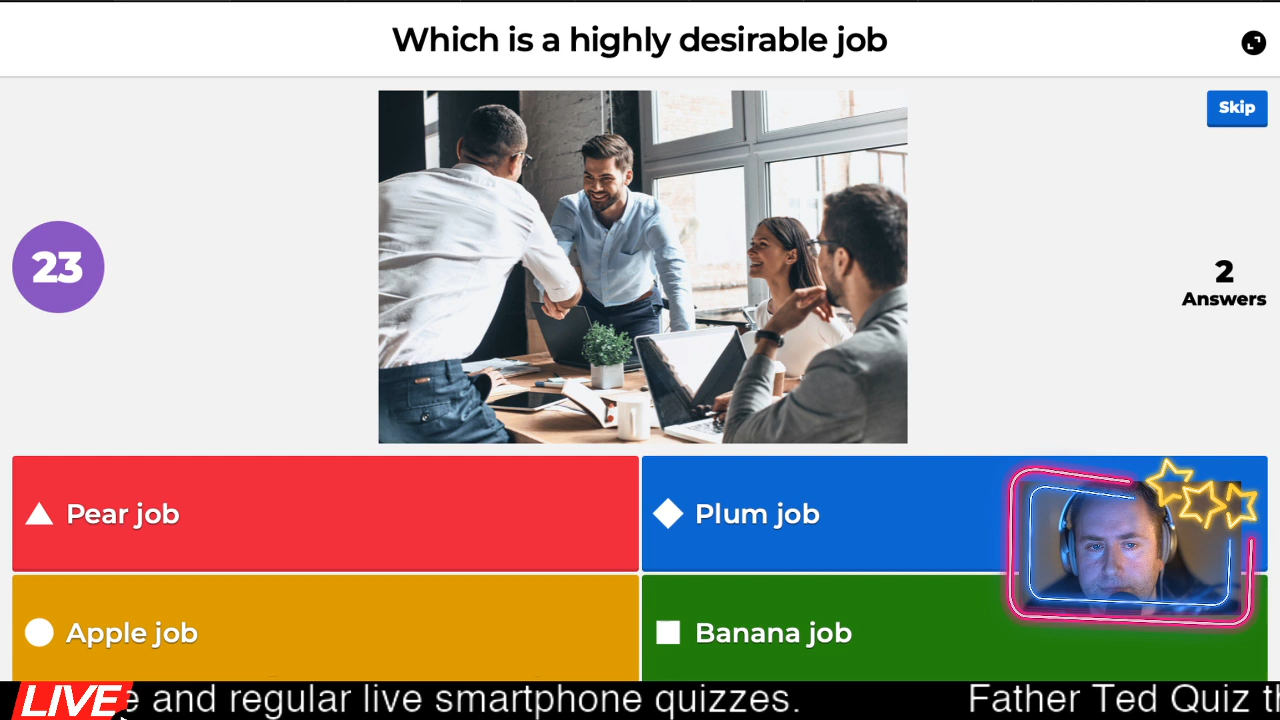 Which is a highly desirable job
Skip
23
2
Answers
Pear job
Plum job
Apple job
Banana job
LIVE
e and regular live smartphone quizzes. Father Ted Quiz th